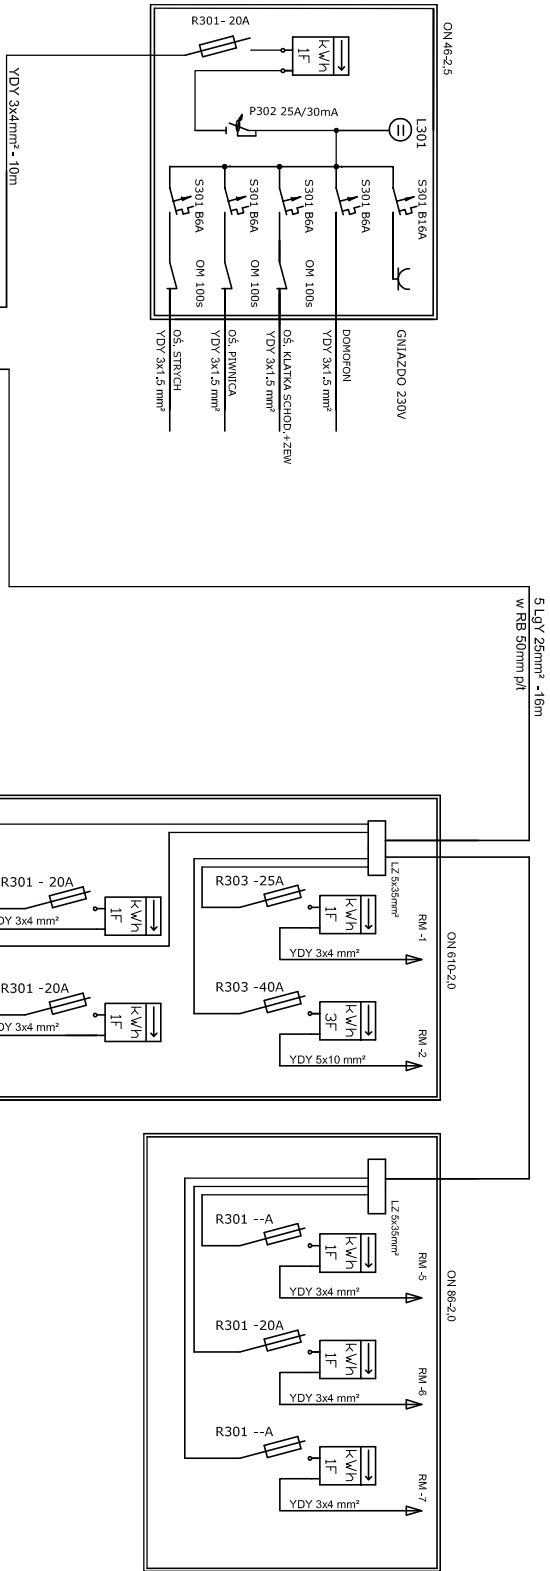 ON 46-2,5
R301- 20A
kWh
1F
P302 25A/30mA
L301
S301 B6A
S301 B6A
S301 B6A
S301 B6A
S301 B16A
OM 100s
OM 100s
OM 100s
OŚ. STRYCH
YDY 3x1.5 mm²
OŚ. PIWNICA
YDY 3x1.5 mm²
OŚ. KLATKA SCHOD.+ZEW
YDY 3x1.5 mm²
DOMOFON
YDY 3x1.5 mm²
GNIAZDO 230V
YDY 3x4mm² - 10m
5 LgY 25mm² -16m
w RB 50mm p/t
ON 610-2,0
LZ 5x35mm²
RM -1
R303 -25A
kWh
1F
YDY 3x4 mm²
RM -2
R303 -40A
kWh
3F
YDY 5x10 mm²
R301 - 20A
kWh
1F
DY 3x4 mm²
R301 -20A
kWh
1F
DY 3x4 mm²
ON 86-2,0
LZ 5x35mm²
RM -5
R301 --A
kWh
1F
YDY 3x4 mm²
RM -6
R301 -20A
kWh
1F
YDY 3x4 mm²
RM -7
R301 --A
kWh
1F
YDY 3x4 mm²